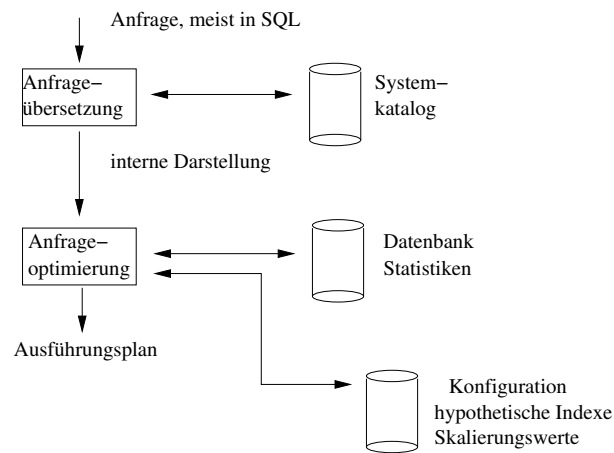 Anfrage, meist in SQL
Anfrage−
übersetzung
System−
katalog
interne Darstellung
Anfrage-
optimierung
Datenbank
Statistiken
Ausführungsplan
Konfiguration
hypothetische Indexe
Skalierungswerte